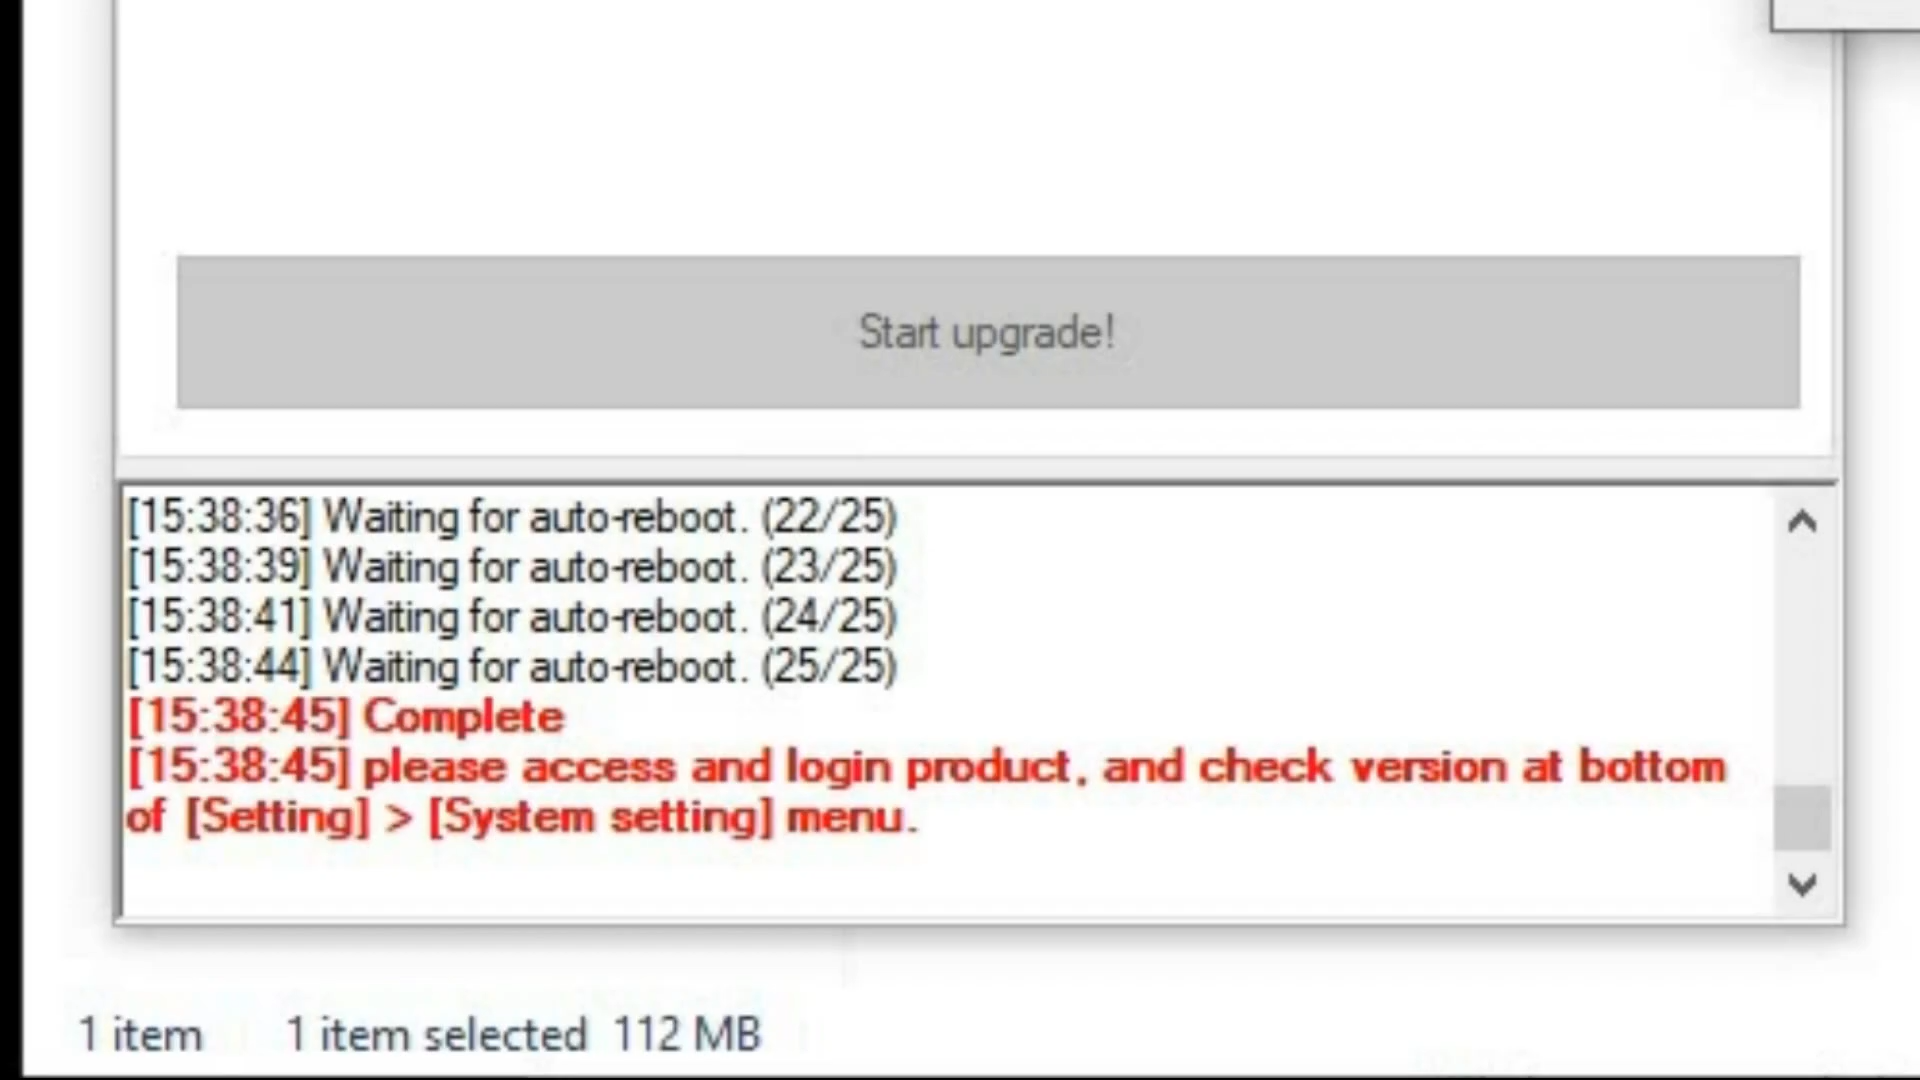 Start upgrade!
[15:38:36] Waiting for auto-reboot. (22/25)
[15:38:39] Waiting for auto-reboot. (23/25)
[15:38:41] Waiting for auto-reboot. (24/25)
[15:38:44] Waiting for auto-reboot. (25/25)
[15:38:45] Complete
[15:38:45] please access and login product, and check version at bottom
of [Setting] > [System setting] menu.
1 item 1 item selected 112 MB